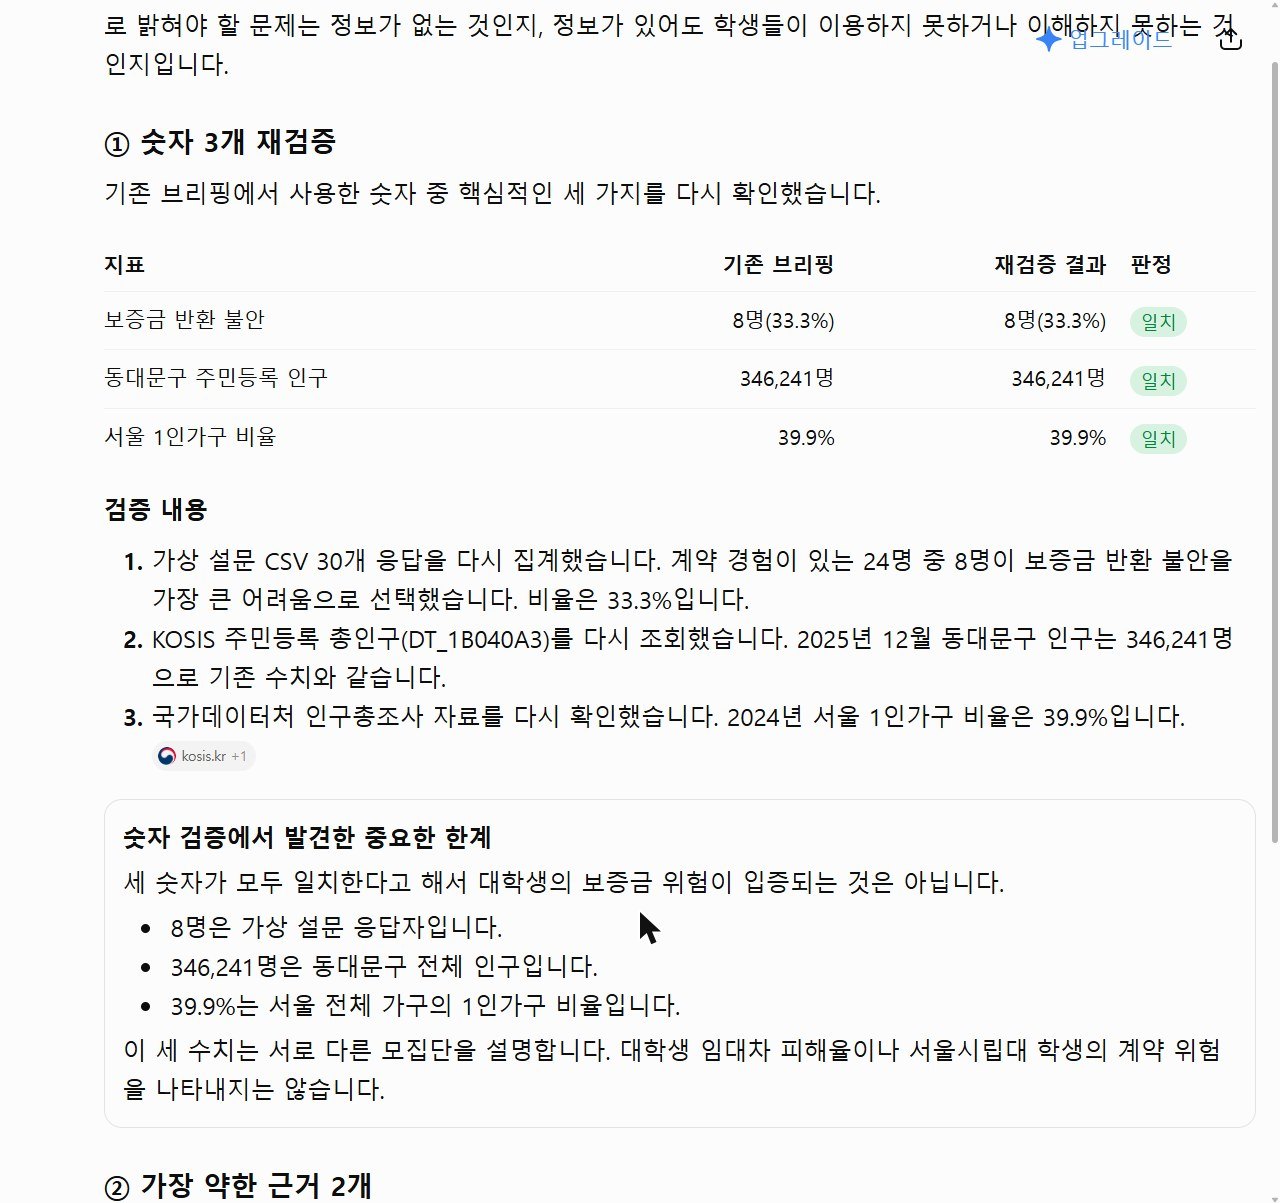 로 밝혀야 할 문제는 정보가 없는 것인지, 정보가 있어도 학생들이 이용하지 못하거나 이해하지 못하는 것
업그레이드
인지입니다.
① 숫자 3개 재검증
기존 브리핑에서 사용한 숫자 중 핵심적인 세 가지를 다시 확인했습니다.
지표 기존 브리핑 재검증 결과 판정
보증금 반환 불안 8명(33.3%) 8명(33.3%) 일치
동대문구 주민등록 인구 346,241명 346,241명 일치
서울 1인가구 비율 39.9% 39.9% 일치
검증 내용
1. 가상 설문 CSV 30개 응답을 다시 집계했습니다. 계약 경험이 있는 24명 중 8명이 보증금 반환 불안을
가장 큰 어려움으로 선택했습니다. 비율은 33.3%입니다.
2. KOSIS 주민등록 총인구(DT_1B040A3)를 다시 조회했습니다. 2025년 12월 동대문구 인구는 346,241명
으로 기존 수치와 같습니다.
3. 국가데이터처 인구총조사 자료를 다시 확인했습니다. 2024년 서울 1인가구 비율은 39.9%입니다.
kosis.kr +1
숫자 검증에서 발견한 중요한 한계
세 숫자가 모두 일치한다고 해서 대학생의 보증금 위험이 입증되는 것은 아닙니다.
• 8명은 가상 설문 응답자입니다.
• 346,241명은 동대문구 전체 인구입니다.
• 39.9%는 서울 전체 가구의 1인가구 비율입니다.
이 세 수치는 서로 다른 모집단을 설명합니다. 대학생 임대차 피해율이나 서울시립대 학생의 계약 위험
을 나타내지는 않습니다.
② 가장 약한 근거 2개